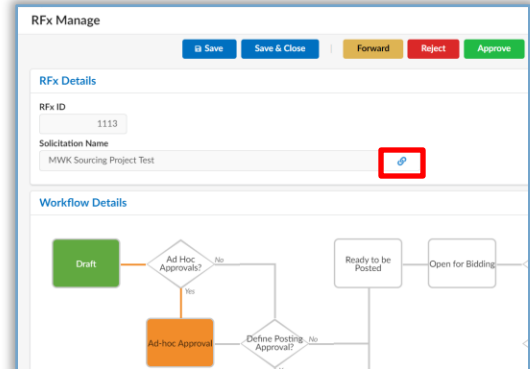 RFx Manage
Save Save & Close Forward Reject Approve
RFx Details
RFx ID
1113
Solicitation Name
MWK Sourcing Project Test
Workflow Details
Draft
Ad Hoc
Approvals?
No
Ready to be
Posted
Open for Bidding
Yes
Ad-hoc Approval
Define Posting
Approval?
No